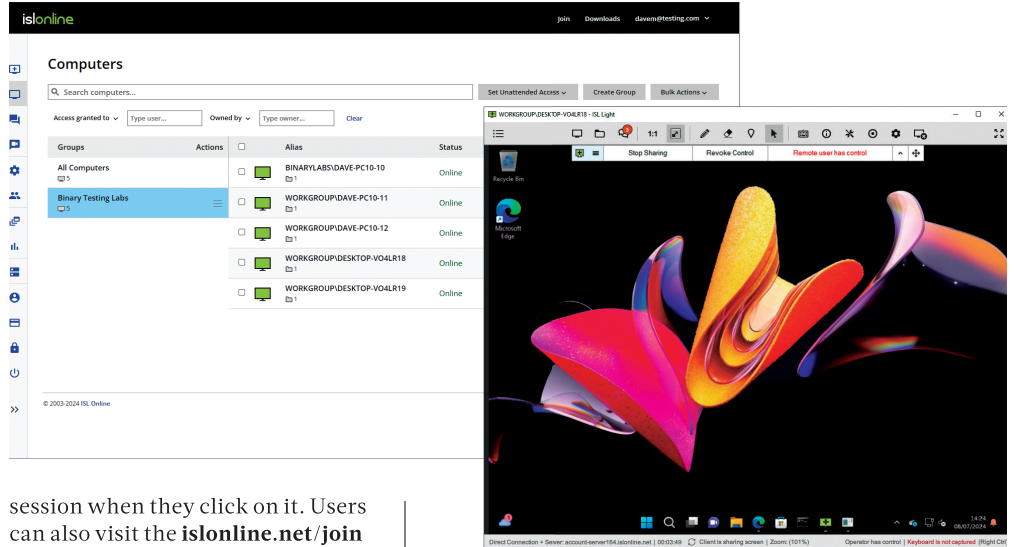 islonline
Join Downloads davem@testing.com
Computers
Search computers...
Set Unattended Access Create Group Bulk Actions
Access granted to Type user... Owned by Type owner... Clear
Groups Actions Alias Status
All Computers
5
Binary Testing Labs
5
BINARYLABS\DAVE-PC10-10 Online
1
WORKGROUP\DAVE-PC10-11 Online
1
WORKGROUP\DAVE-PC10-12 Online
1
WORKGROUP\DESKTOP-VO4LR18 Online
1
WORKGROUP\DESKTOP-VO4LR19 Online
1
© 2003-2024 ISL Online
WORKGROUP\DESKTOP-VO4LR18 - ISL Light
1:1
Stop Sharing Revoke Control Remote user has control
Recycle Bin
Microsoft
Edge
14:24
08/07/2024
Direct Connection + Sever: account-server164.islonline.net | 00:03:49 Client is sharing screen | Zoom: (101%) Operator has control | Keyboard is not captured (Right Ctrl)
session when they click on it. Users
can also visit the islonline.net/join